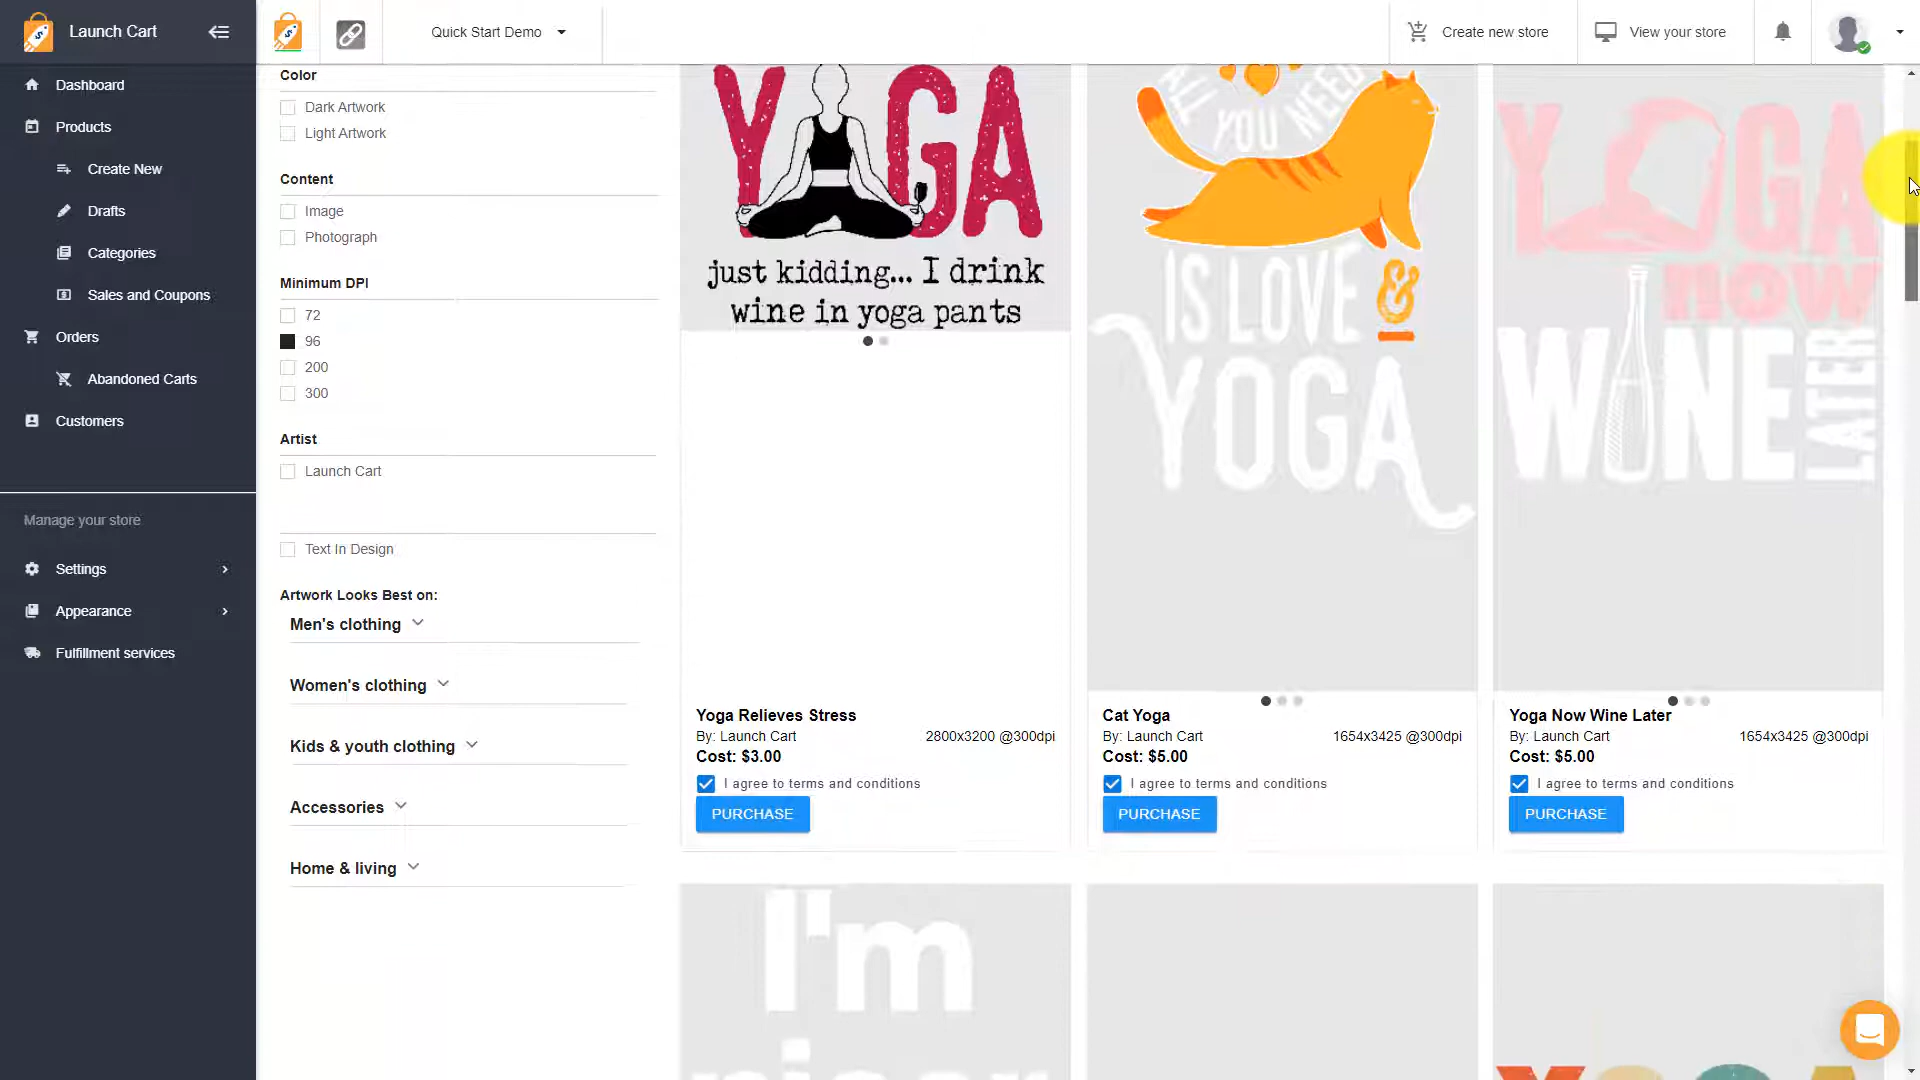 Launch Cart
Quick Start Demo
Create new store
View your store
Dashboard
Products
Create New
Drafts
Categories
Sales and Coupons
Orders
Abandoned Carts
Customers
Manage your store
Settings
Appearance
Fulfillment services
Color
Dark Artwork
Light Artwork
Content
Image
Photograph
Minimum DPI
72
96
200
300
Artist
Launch Cart
Text In Design
Artwork Looks Best on:
Men's clothing
Women's clothing
Kids & youth clothing
Accessories
Home & living
YOGA
just kidding... I drink
wine in yoga pants
Yoga Relieves Stress
By: Launch Cart
2800x3200 @300dpi
Cost: $3.00
I agree to terms and conditions
PURCHASE
ALL YOU NEED
IS LOVE &
YOGA
Cat Yoga
By: Launch Cart
1654x3425 @300dpi
Cost: $5.00
I agree to terms and conditions
PURCHASE
YOGA
now
WINE
LATER
Yoga Now Wine Later
By: Launch Cart
1654x3425 @300dpi
Cost: $5.00
I agree to terms and conditions
PURCHASE
I'm